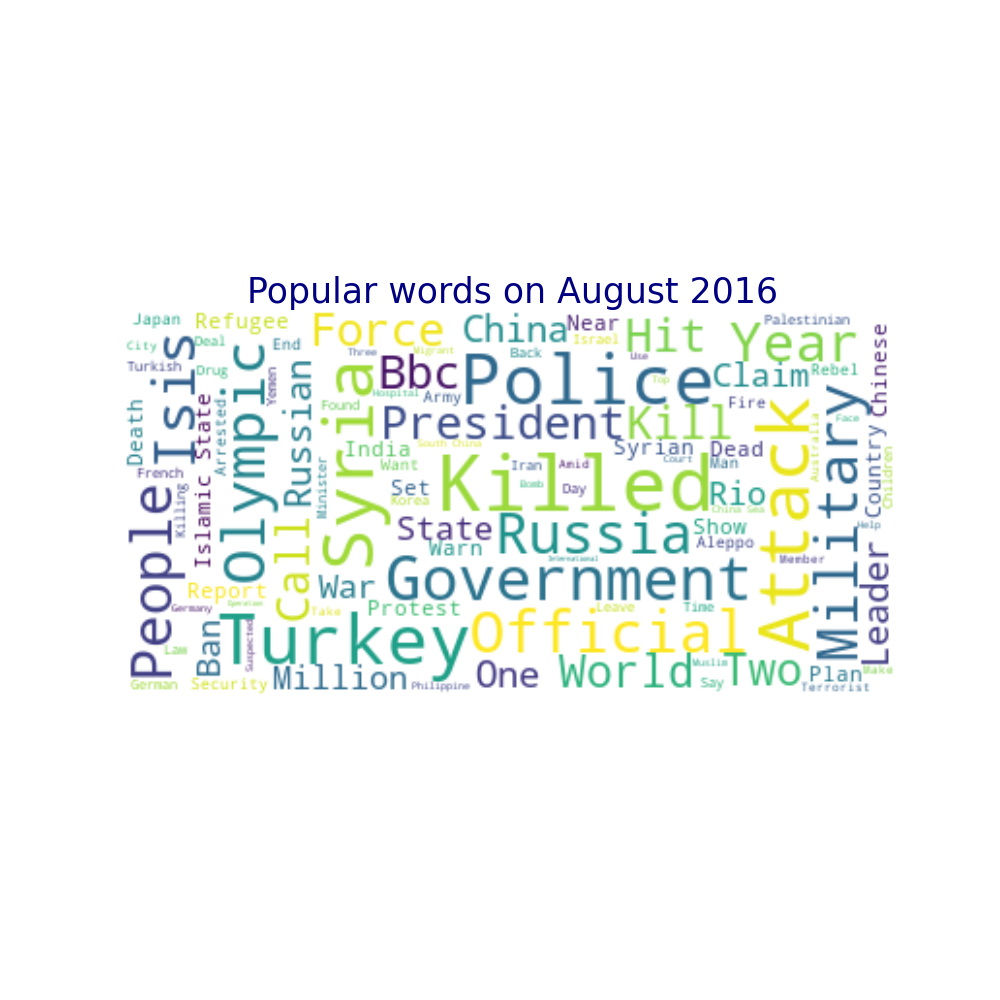 Popular words on August 2016
Japan
Refugee
Force
China
Near
Hit
Year
Palestinian
City
Deal
End
Three
Migrant
Back
Israel
Use
Turkish
Isis
Drug
Olympic
Yemen
Russian
Syria
Bbc
Police
Top
Claim
Rebel
Chinese
Hospital
Army
Found
President
Kill
Fire
Attack
Military
Face
Country
Death
Arrested
Islamic State
India
South China
Syrian
Dead
Australia
Children
French
Killing
Minister
Want
Killed
Iran
Amid
Court
Man
Set
Korea
Bomb
Day
Rio
China Sea
People
Call
State
Russia
Show
Help
Warn
Aleppo
International
Member
Leader
Report
War
Government
Germany
Operation
Take
Protest
Leave
Time
Ban
Turkey
Official
Law
Suspected
World
Muslim
Two
Plan
Make
German
Security
Million
Philippine
One
Say
Terrorist